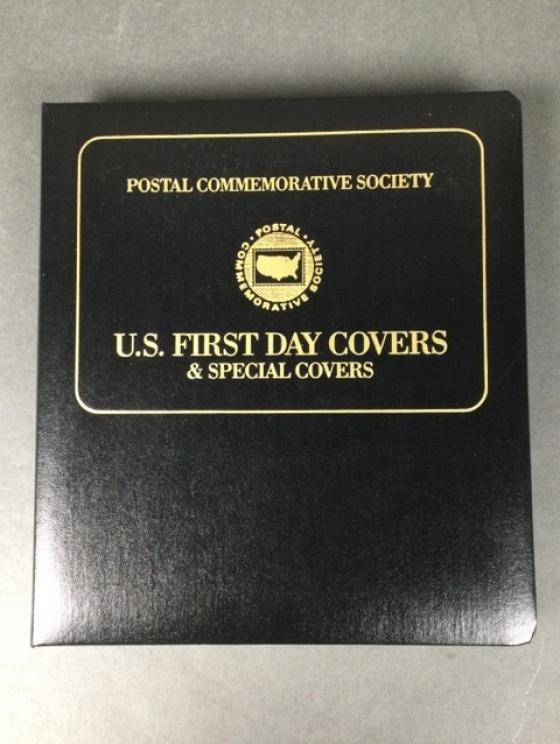 POSTAL COMMEMORATIVE SOCIETY
• POSTAL •
COMMEMORATIVE SOCIETY
U.S. FIRST DAY COVERS
& SPECIAL COVERS